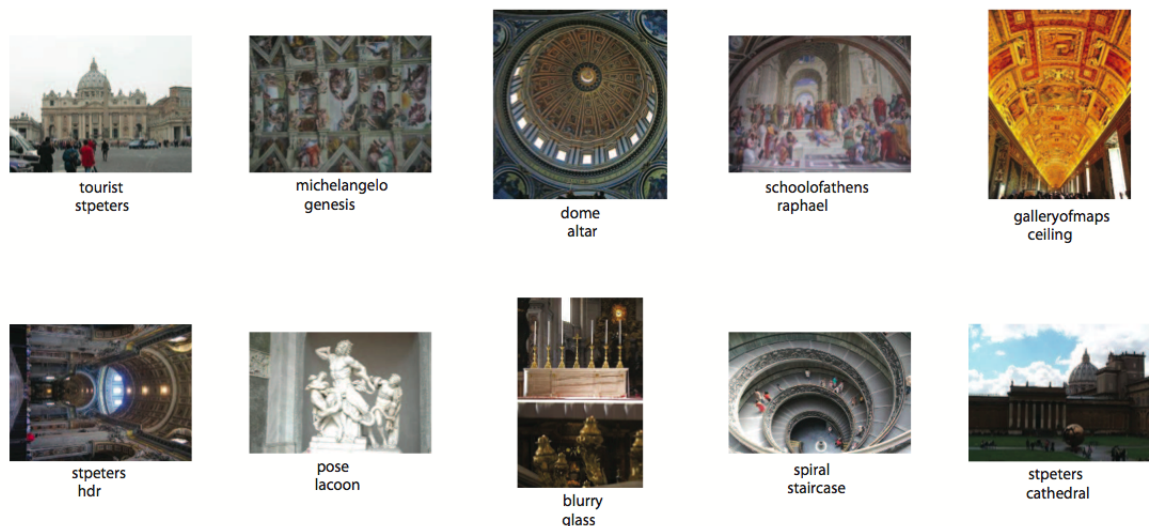 tourist
stpeters
michelangelo
genesis
dome
altar
schoolofathens
raphael
galleryofmaps
ceiling
stpeters
hdr
pose
lacoon
blurry
glass
spiral
staircase
stpeters
cathedral